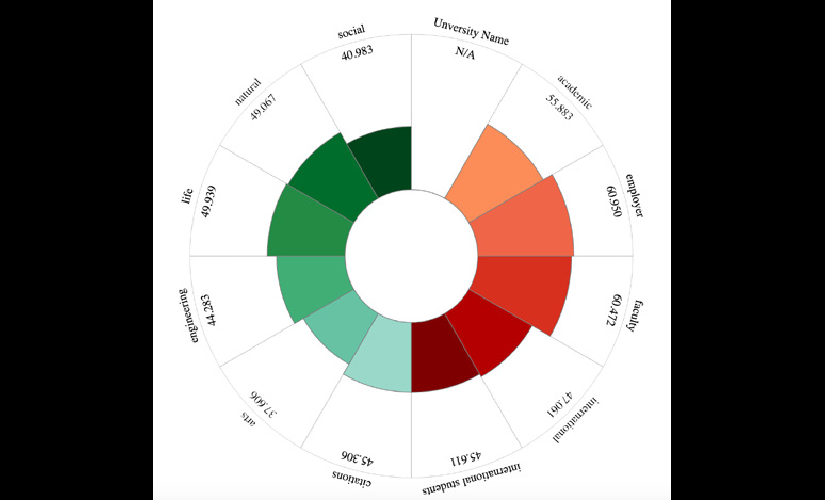 Unversity Name
N/A
academic
55.883
employer
60.950
faculty
60.472
international
47.061
international students
45.611
citations
45.306
arts
37.606
engineering
44.283
life
49.939
natural
49.067
social
40.983